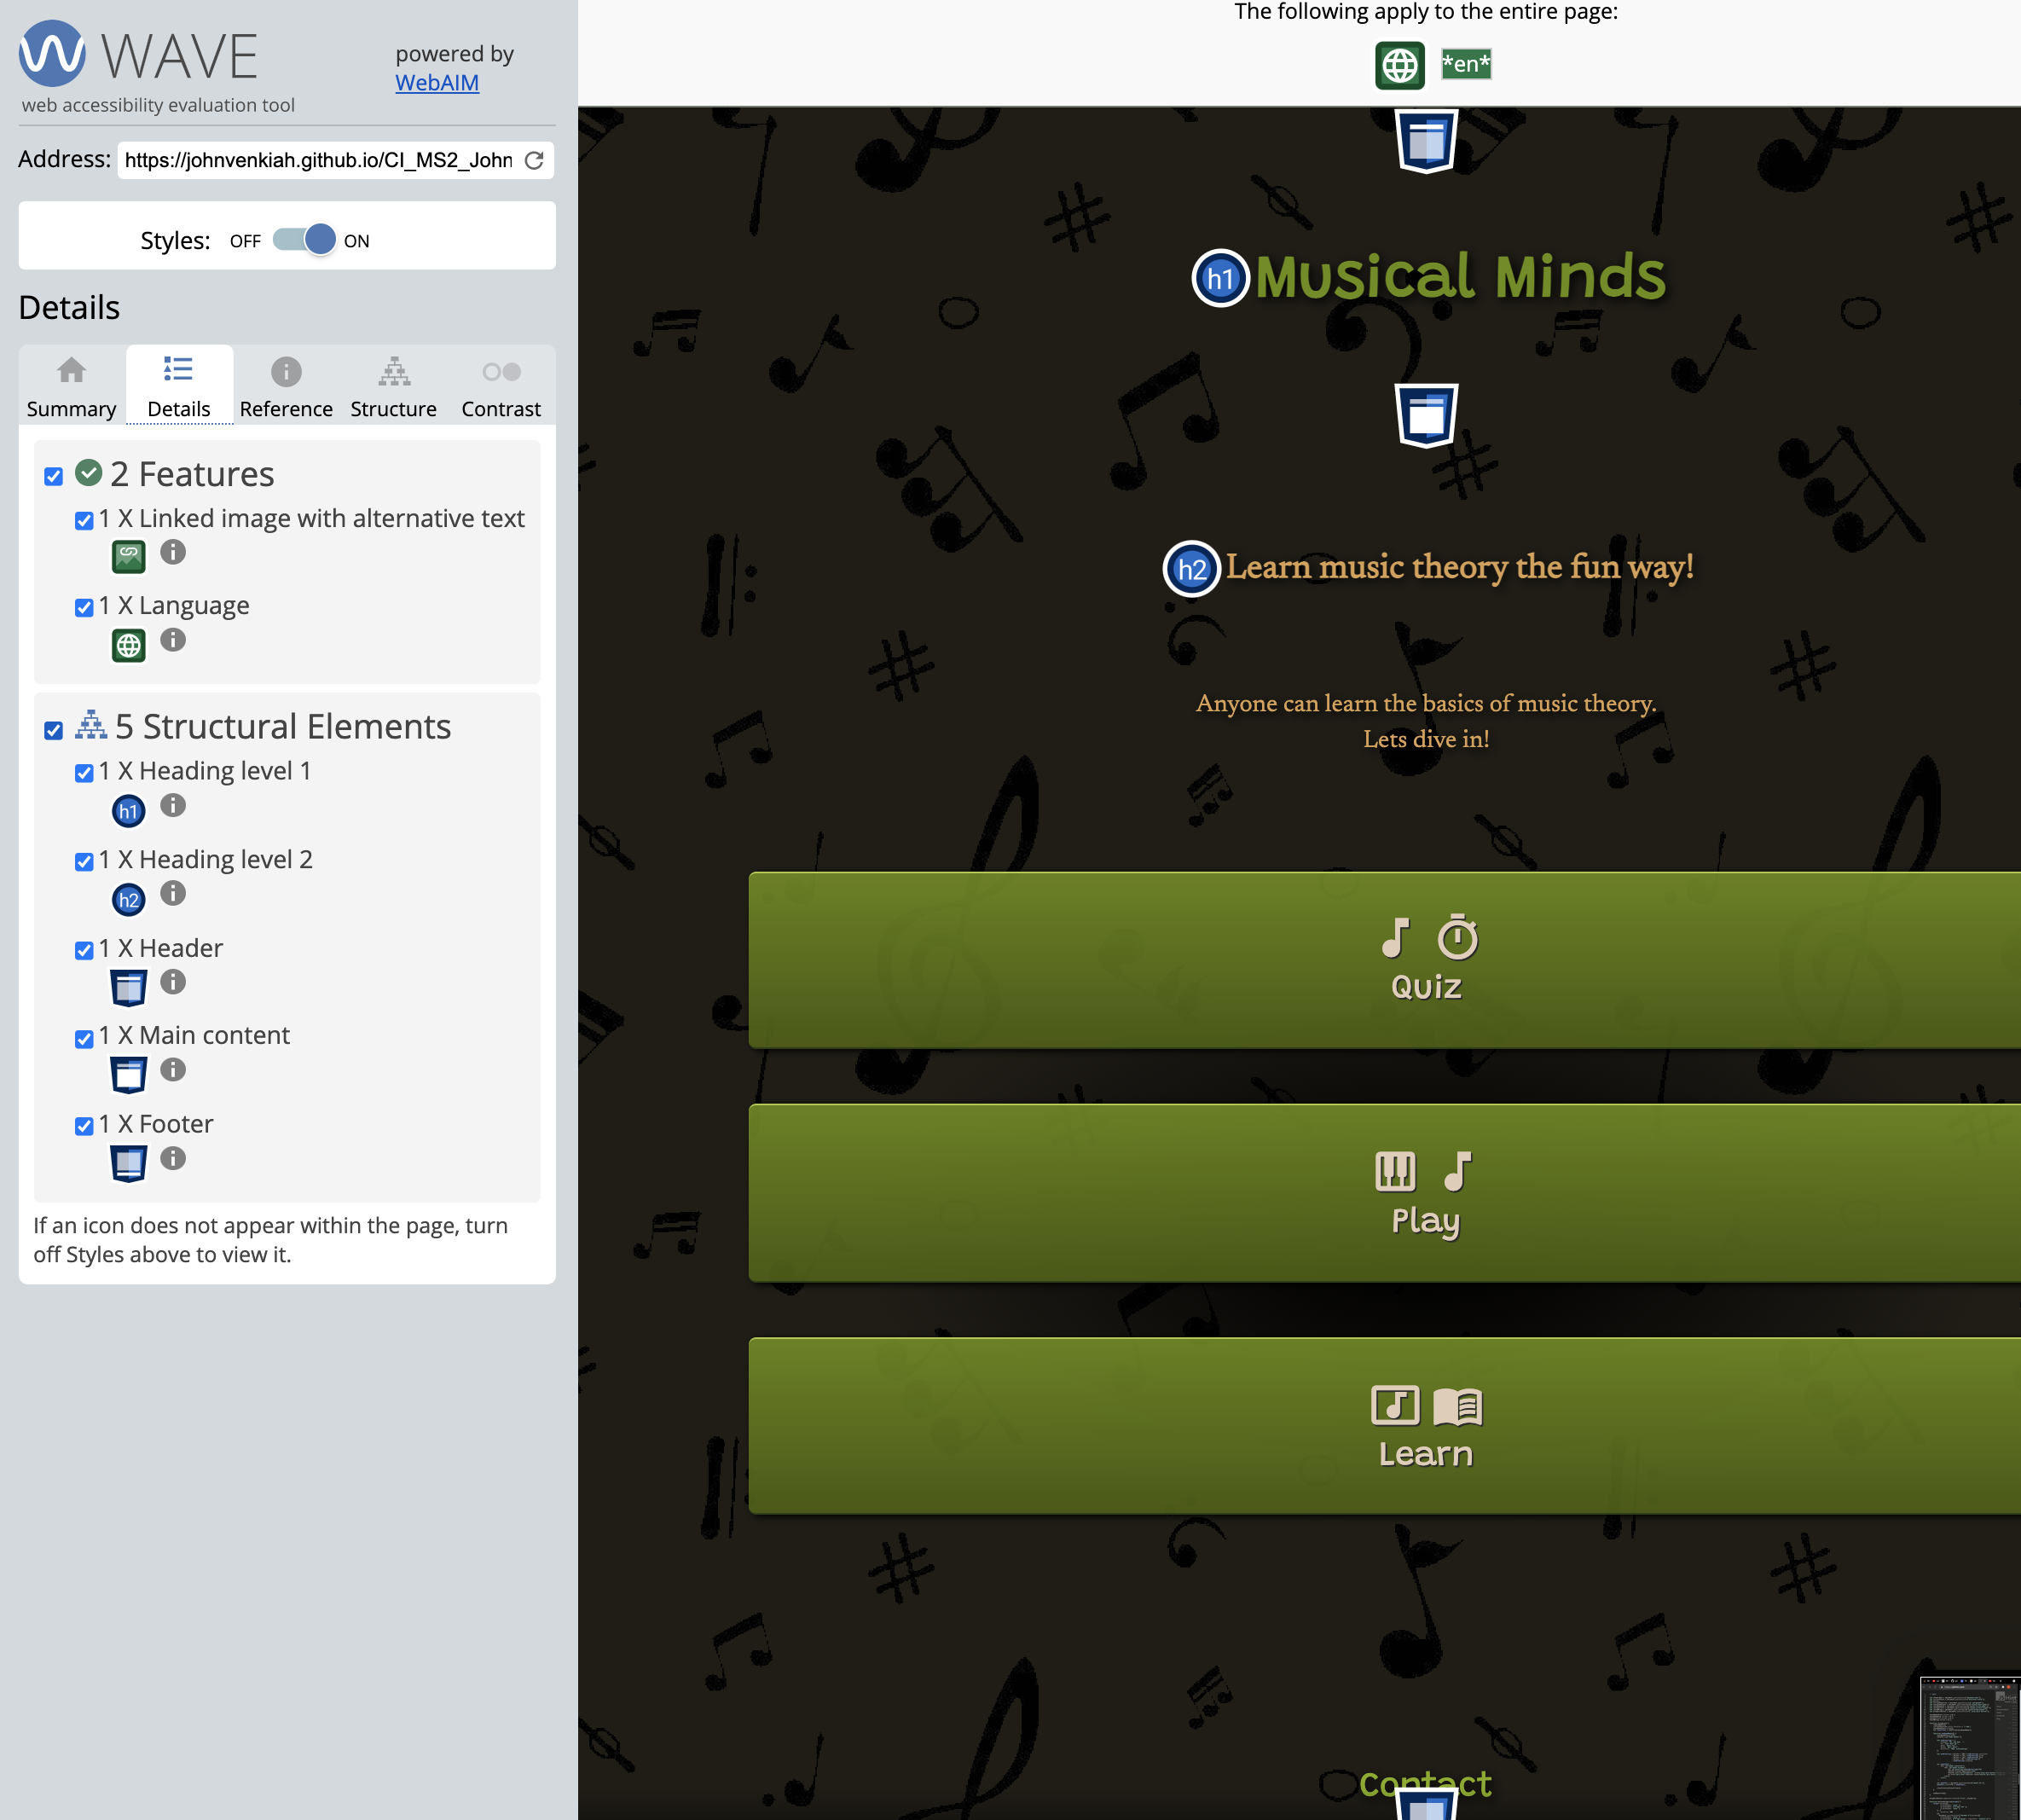 WAVE
powered by
WebAIM
web accessibility evaluation tool
Address: https://johnvenkiah.github.io/CI_MS2_John
Styles: OFF ON
Details
Summary Details Reference Structure Contrast
2 Features
1 X Linked image with alternative text
1 X Language
5 Structural Elements
1 X Heading level 1
h1
1 X Heading level 2
h2
1 X Header
1 X Main content
1 X Footer
If an icon does not appear within the page, turn
off Styles above to view it.
The following apply to the entire page:
*en*
h1 Musical Minds
h2 Learn music theory the fun way!
Anyone can learn the basics of music theory.
Lets dive in!
Quiz
Play
Learn
Contact